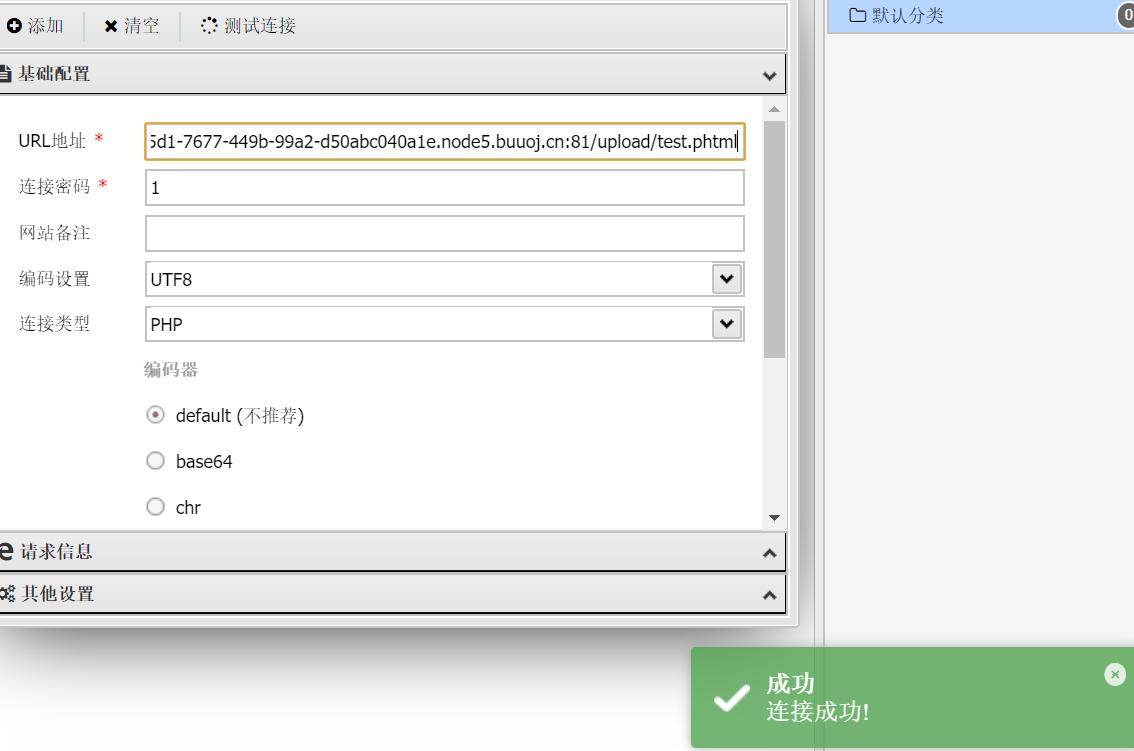 添加 清空 测试连接
默认分类 0
基础配置
URL地址 * 5d1-7677-449b-99a2-d50abc040a1e.node5.buuoj.cn:81/upload/test.phtml
连接密码 * 1
网站备注
编码设置 UTF8
连接类型 PHP
编码器
default (不推荐)
base64
chr
请求信息
其他设置
成功
连接成功!